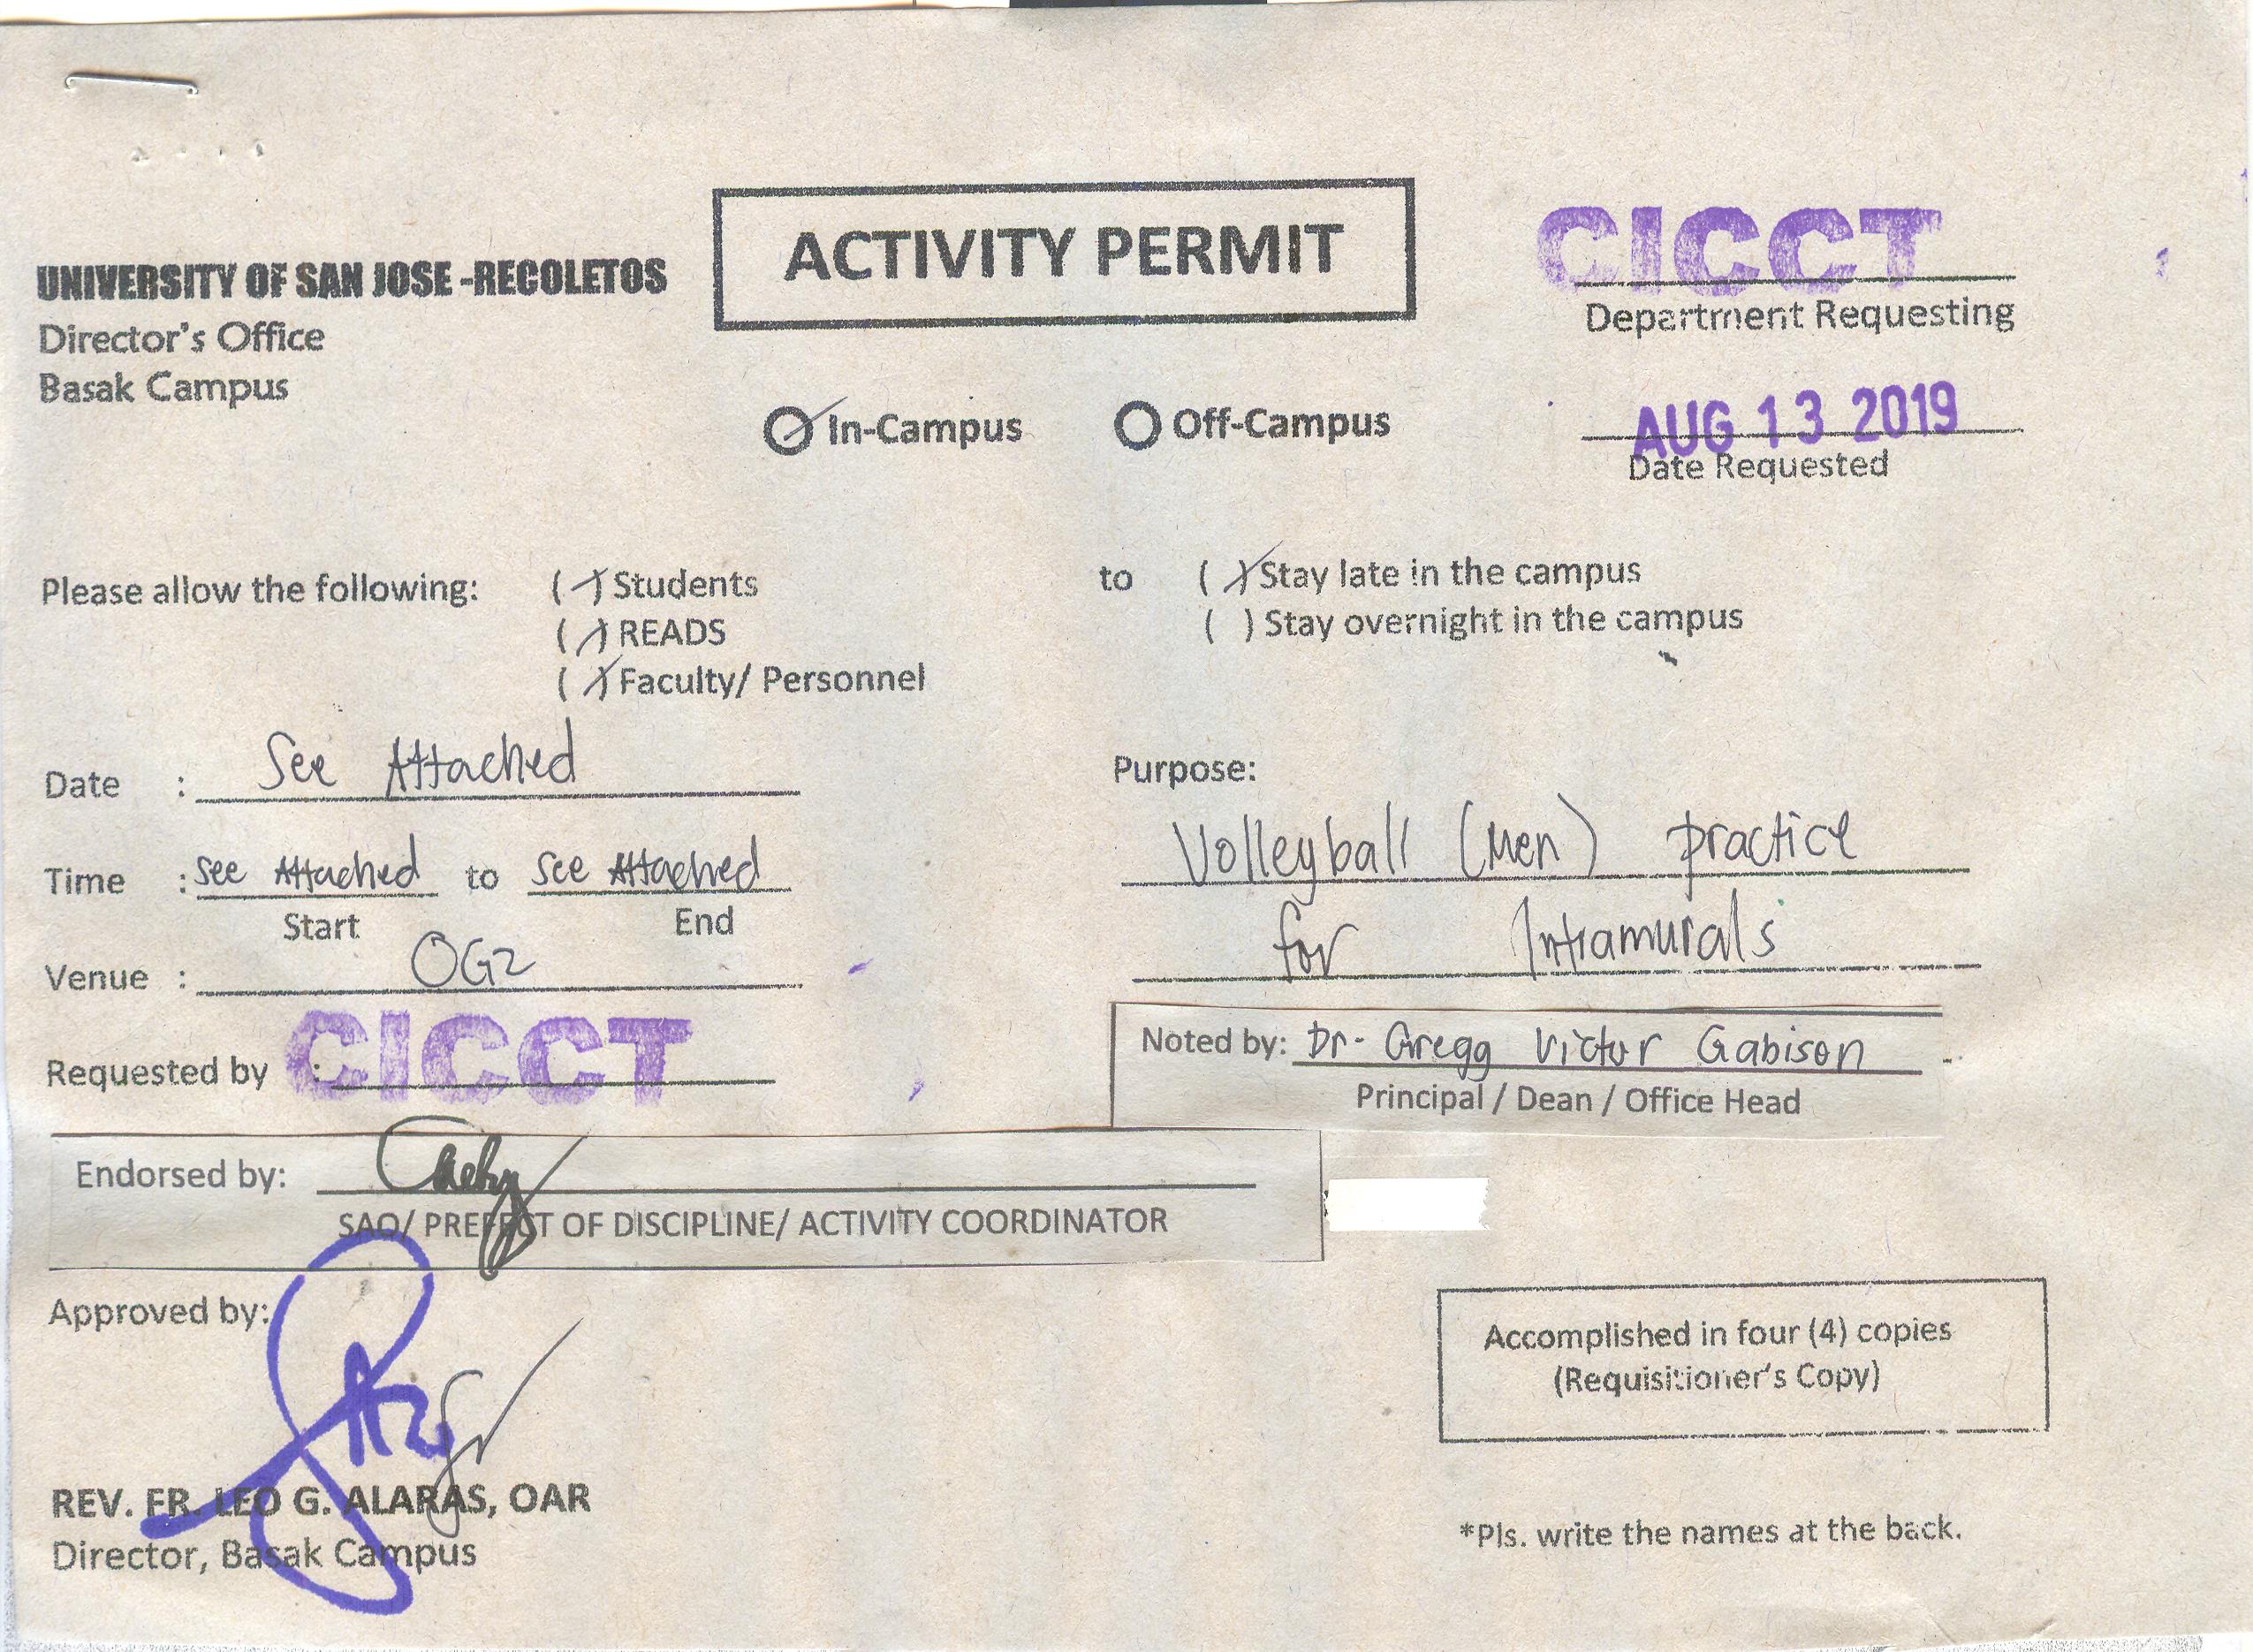 ACTIVITY PERMIT
CICCT
Department Requesting
UNIVERSITY OF SAN JOSE -RECOLETOS
Director's Office
Basak Campus
In-Campus Off-Campus
AUG 13 2019
Date Requested
Please allow the following: ( ) Students
( ) READS
( ) Faculty/ Personnel
to ( ) Stay late in the campus
( ) Stay overnight in the campus
Date : See Attached
Time : See Attached to See Attached
Start End
Venue : OG2
Requested by : CICCT
Purpose:
Volleyball (Men) practice
for Intramurals
Noted by: Dr. Gregg Victor Gabison
Principal / Dean / Office Head
Endorsed by:
SAO/ PREFECT OF DISCIPLINE/ ACTIVITY COORDINATOR
Approved by:
REV. FR. LEO G. ALARAS, OAR
Director, Basak Campus
Accomplished in four (4) copies
(Requisitioner's Copy)
*Pls. write the names at the back.